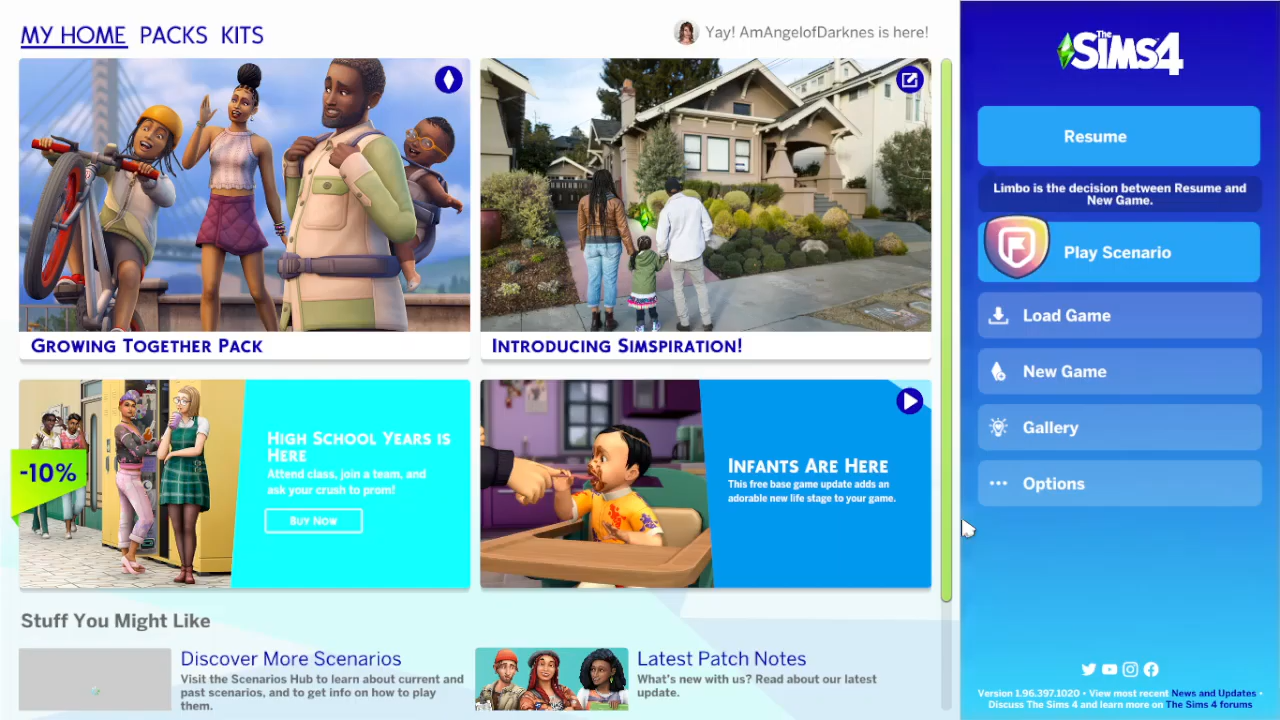 MY HOME PACKS KITS
Yay! AmAngelofDarknes is here!
GROWING TOGETHER PACK
INTRODUCING SIMSPIRATION!
-10%
HIGH SCHOOL YEARS IS
HERE
Attend class, join a team, and
ask your crush to prom!
BUY NOW
INFANTS ARE HERE
This free base game update adds an
adorable new life stage to your game.
Stuff You Might Like
Discover More Scenarios
Visit the Scenarios Hub to learn about current and
past scenarios, and to get info on how to play
them.
Latest Patch Notes
What's new with us? Read about our latest
update.
The SIMS 4
Resume
Limbo is the decision between Resume and
New Game.
Play Scenario
Load Game
New Game
Gallery
Options
Version 1.96.397.1020 • View most recent News and Updates •
Discuss The Sims 4 and learn more on The Sims 4 forums